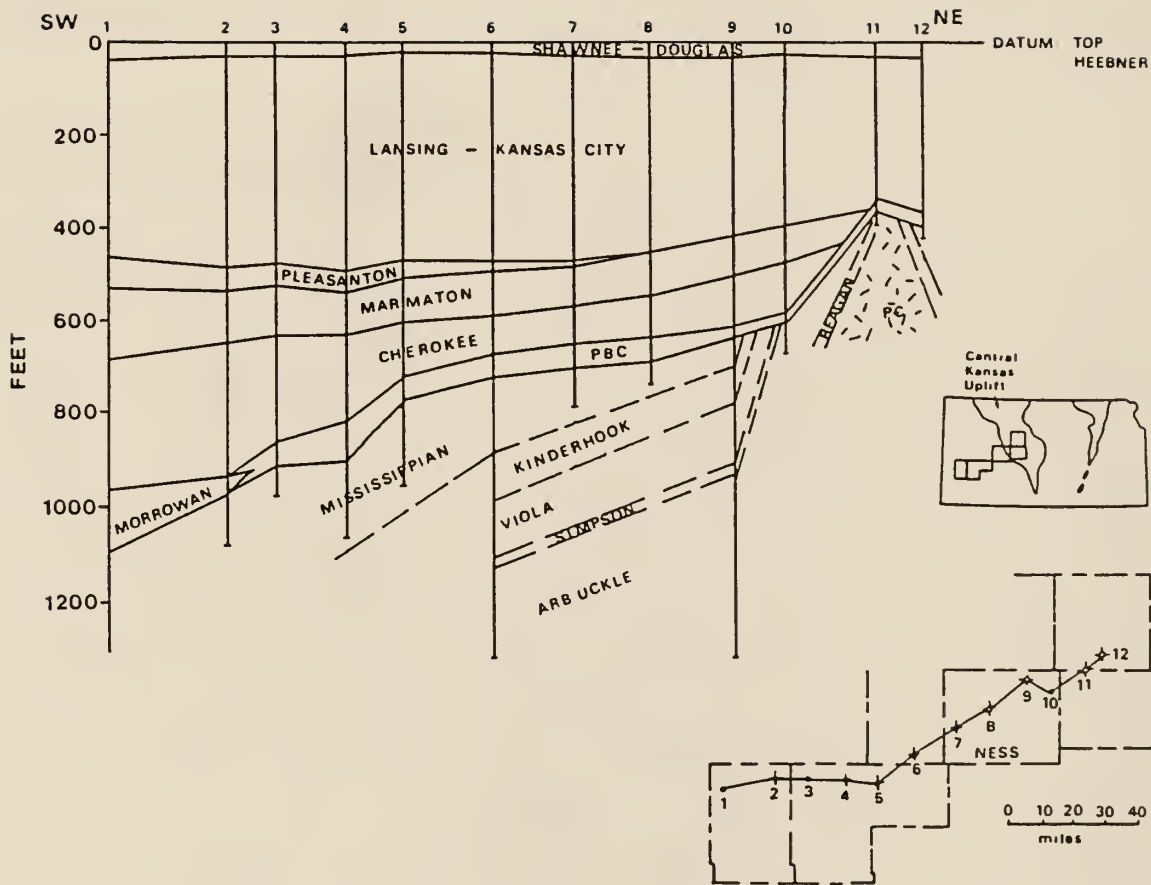 SW 1 2 3 4 5 6 7 8 9 10 11 12 NE
0 SHAWNEE – DOUGLAS DATUM TOP
HEEBNER
200
LANSING – KANSAS CITY
400
PLEASANTON
MARMATON
600
CHEROKEE
PBC
REAGAN
PC
FEET
800
KINDERHOOK
MISSISSIPPIAN
1000
MORROWAN
VIOLA
SIMPSON
ARBUCKLE
1200
Central
Kansas
Uplift
12
11
10
9
8
7
NESS
6
1 2 3 4 5
0 10 20 30 40
miles